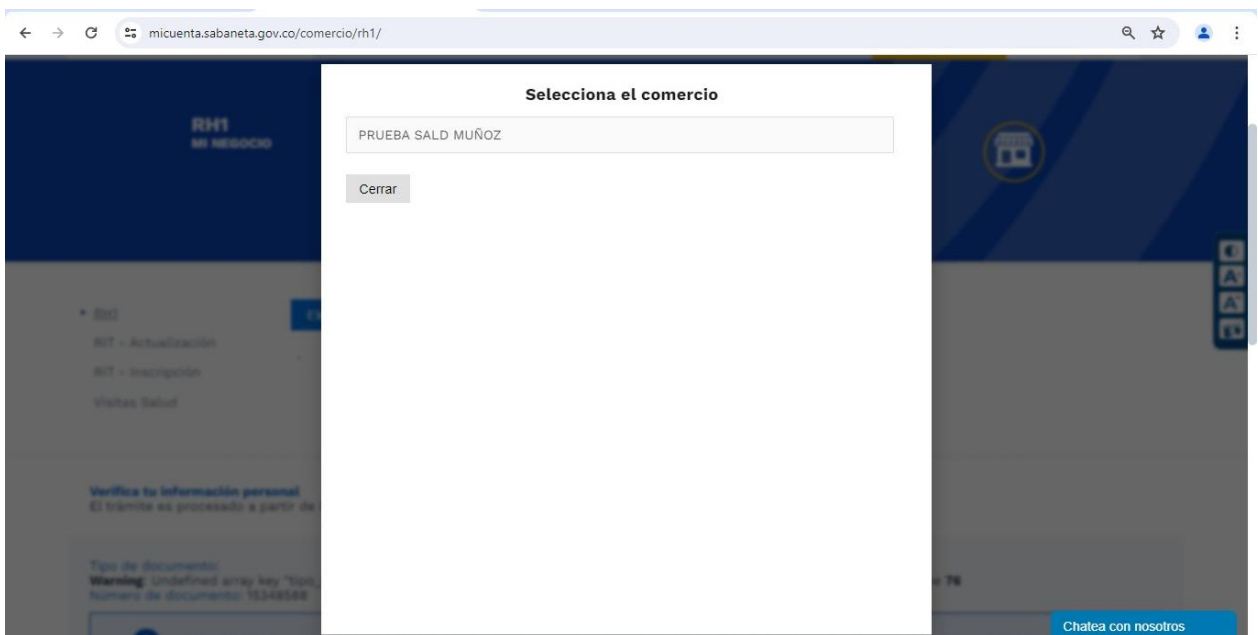 micuenta.sabaneta.gov.co/comercio/rh1/
Selecciona el comercio
PRUEBA SALD MUÑOZ
Cerrar
RH1
MI NEGOCIO
RH1
RIT - Actualización
RIT - Inscripción
Visitas Salud
Verifica tu información personal
El trámite es procesado a partir de
Tipo de documento:
Warning: Undefined array key "tipo_
76
Número de documento: 15348588
A
A
Chatea con nosotros